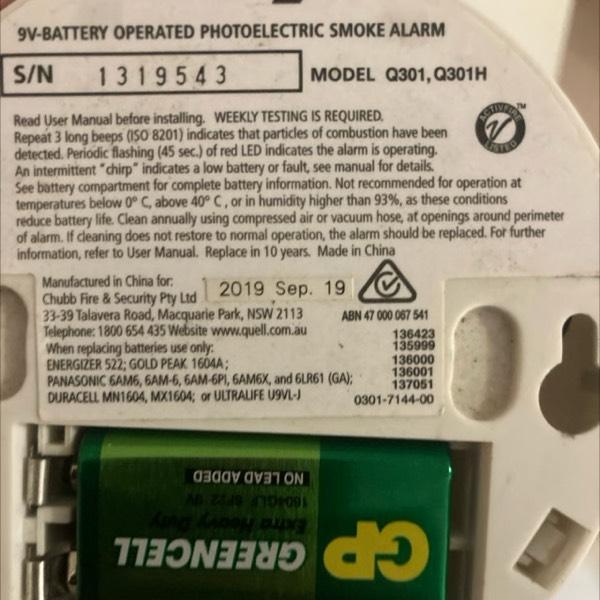 9V-BATTERY OPERATED PHOTOELECTRIC SMOKE ALARM
S/N 1319543 MODEL Q301, Q301H
Read User Manual before installing. WEEKLY TESTING IS REQUIRED.
Repeat 3 long beeps (ISO 8201) indicates that particles of combustion have been
detected. Periodic flashing (45 sec.) of red LED indicates the alarm is operating.
An intermittent "chirp" indicates a low battery or fault, see manual for details.
See battery compartment for complete battery information. Not recommended for operation at
temperatures below 0° C, above 40° C, or in humidity higher than 93%, as these conditions
reduce battery life. Clean annually using compressed air or vacuum hose, at openings around perimeter
of alarm. If cleaning does not restore to normal operation, the alarm should be replaced. For further
information, refer to User Manual. Replace in 10 years. Made in China
ACTIVFIRE LISTED TM
Manufactured in China for:
Chubb Fire & Security Pty Ltd
2019 Sep. 19
33-39 Talavera Road, Macquarie Park, NSW 2113
ABN 47 000 067 541
Telephone: 1800 654 435 Website www.quell.com.au
When replacing batteries use only:
ENERGIZER 522; GOLD PEAK 1604A;
PANASONIC 6AM6, 6AM-6, 6AM-6PI, 6AM6X, and 6LR61 (GA);
DURACELL MN1604, MX1604; or ULTRALIFE U9VL-J
136423
135999
136000
136001
137051
0301-7144-00
GP GREENCELL
Extra Heavy Duty
1604GLF 6F22 9V
NO LEAD ADDED